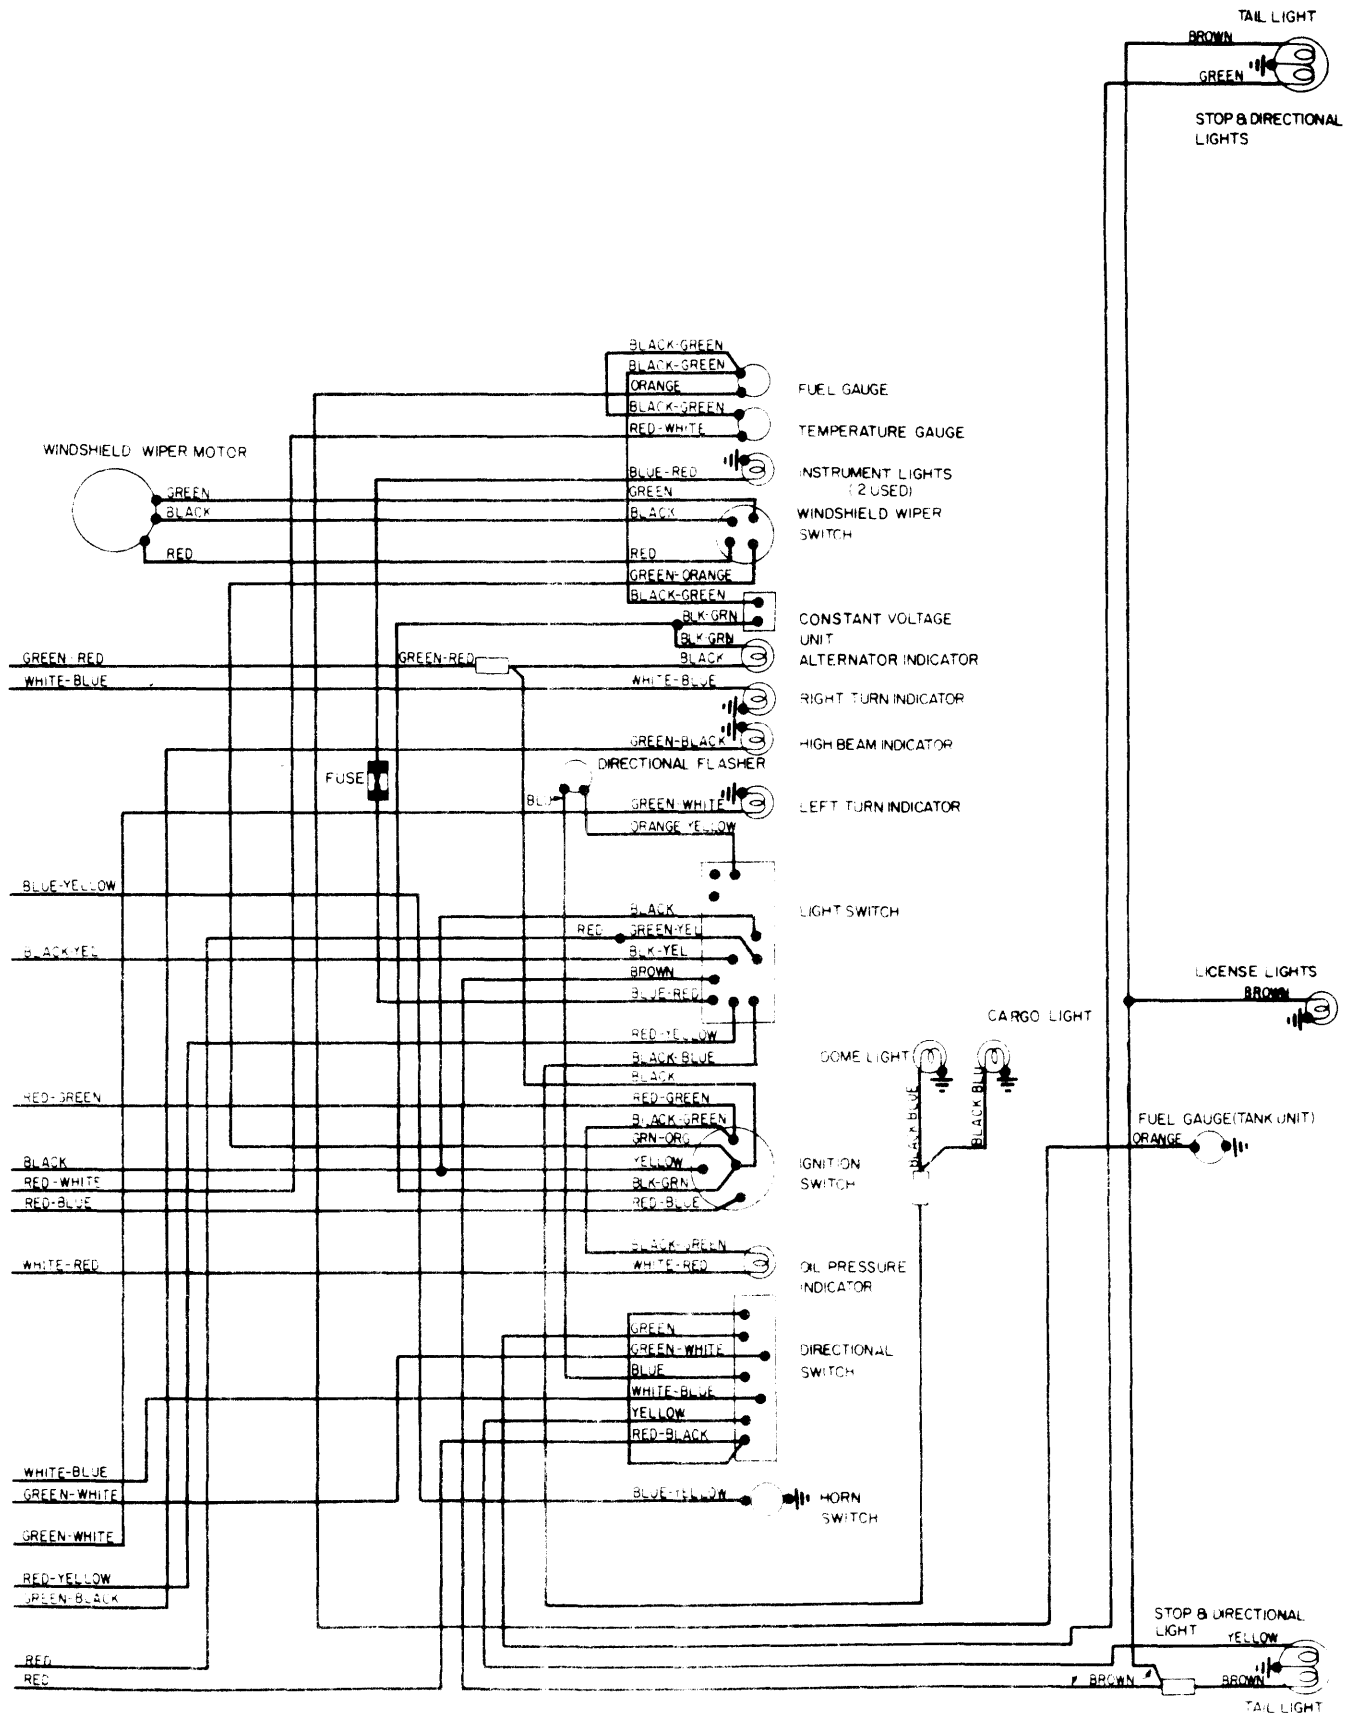 TAIL LIGHT
BROWN
GREEN
STOP & DIRECTIONAL
LIGHTS
BLACK-GREEN
BLACK-GREEN
ORANGE
FUEL GAUGE
BLACK-GREEN
RED-WHITE
TEMPERATURE GAUGE
WINDSHIELD WIPER MOTOR
BLUE-RED
INSTRUMENT LIGHTS
(2 USED)
GREEN
GREEN
BLACK
BLACK
WINDSHIELD WIPER
SWITCH
RED
RED
GREEN-ORANGE
BLACK-GREEN
BLK-GRN
CONSTANT VOLTAGE
UNIT
BLK-GRN
GREEN-RED
GREEN-RED
BLACK
ALTERNATOR INDICATOR
WHITE-BLUE
WHITE-BLUE
RIGHT TURN INDICATOR
GREEN-BLACK
HIGH BEAM INDICATOR
DIRECTIONAL FLASHER
FUSE
BLU
GREEN-WHITE
LEFT TURN INDICATOR
ORANGE YELLOW
BLUE-YELLOW
BLACK
LIGHT SWITCH
RED
GREEN-YEL
BLACK-YEL
BLK-YEL
BROWN
BLUE-RED
LICENSE LIGHTS
BROWN
CARGO LIGHT
RED-YELLOW
BLACK-BLUE
DOME LIGHT
BLACK
BLACK BLUE
BLACK BLU
RED-GREEN
RED-GREEN
BLACK-GREEN
FUEL GAUGE(TANK UNIT)
ORANGE
GRN-ORG
BLACK
YELLOW
IGNITION
SWITCH
RED-WHITE
BLK-GRN
RED-BLUE
RED-BLUE
BLACK-GREEN
WHITE-RED
WHITE-RED
OIL PRESSURE
INDICATOR
GREEN
GREEN-WHITE
DIRECTIONAL
SWITCH
BLUE
WHITE-BLUE
YELLOW
RED-BLACK
WHITE-BLUE
GREEN-WHITE
BLUE-YELLOW
HORN
SWITCH
GREEN-WHITE
RED-YELLOW
GREEN-BLACK
STOP & DIRECTIONAL
LIGHT
YELLOW
RED
RED
BROWN
BROWN
TAIL LIGHT